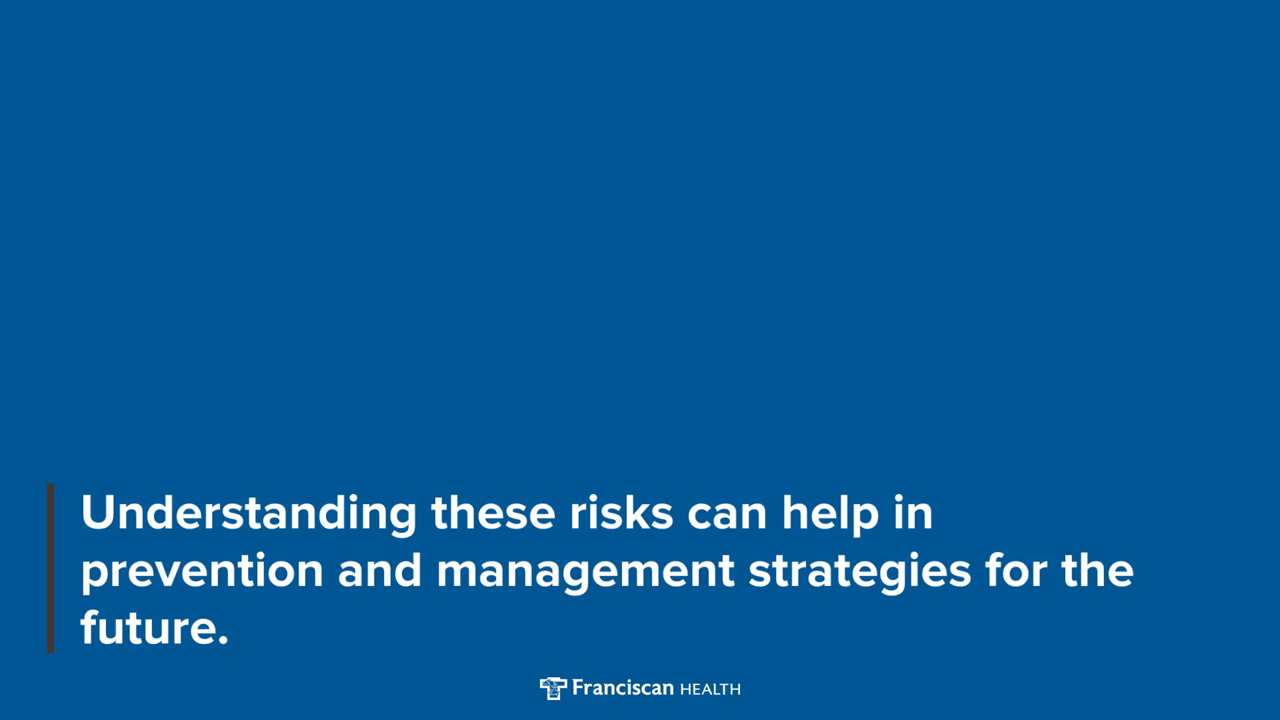 Understanding these risks can help in
prevention and management strategies for the
future.
Franciscan HEALTH